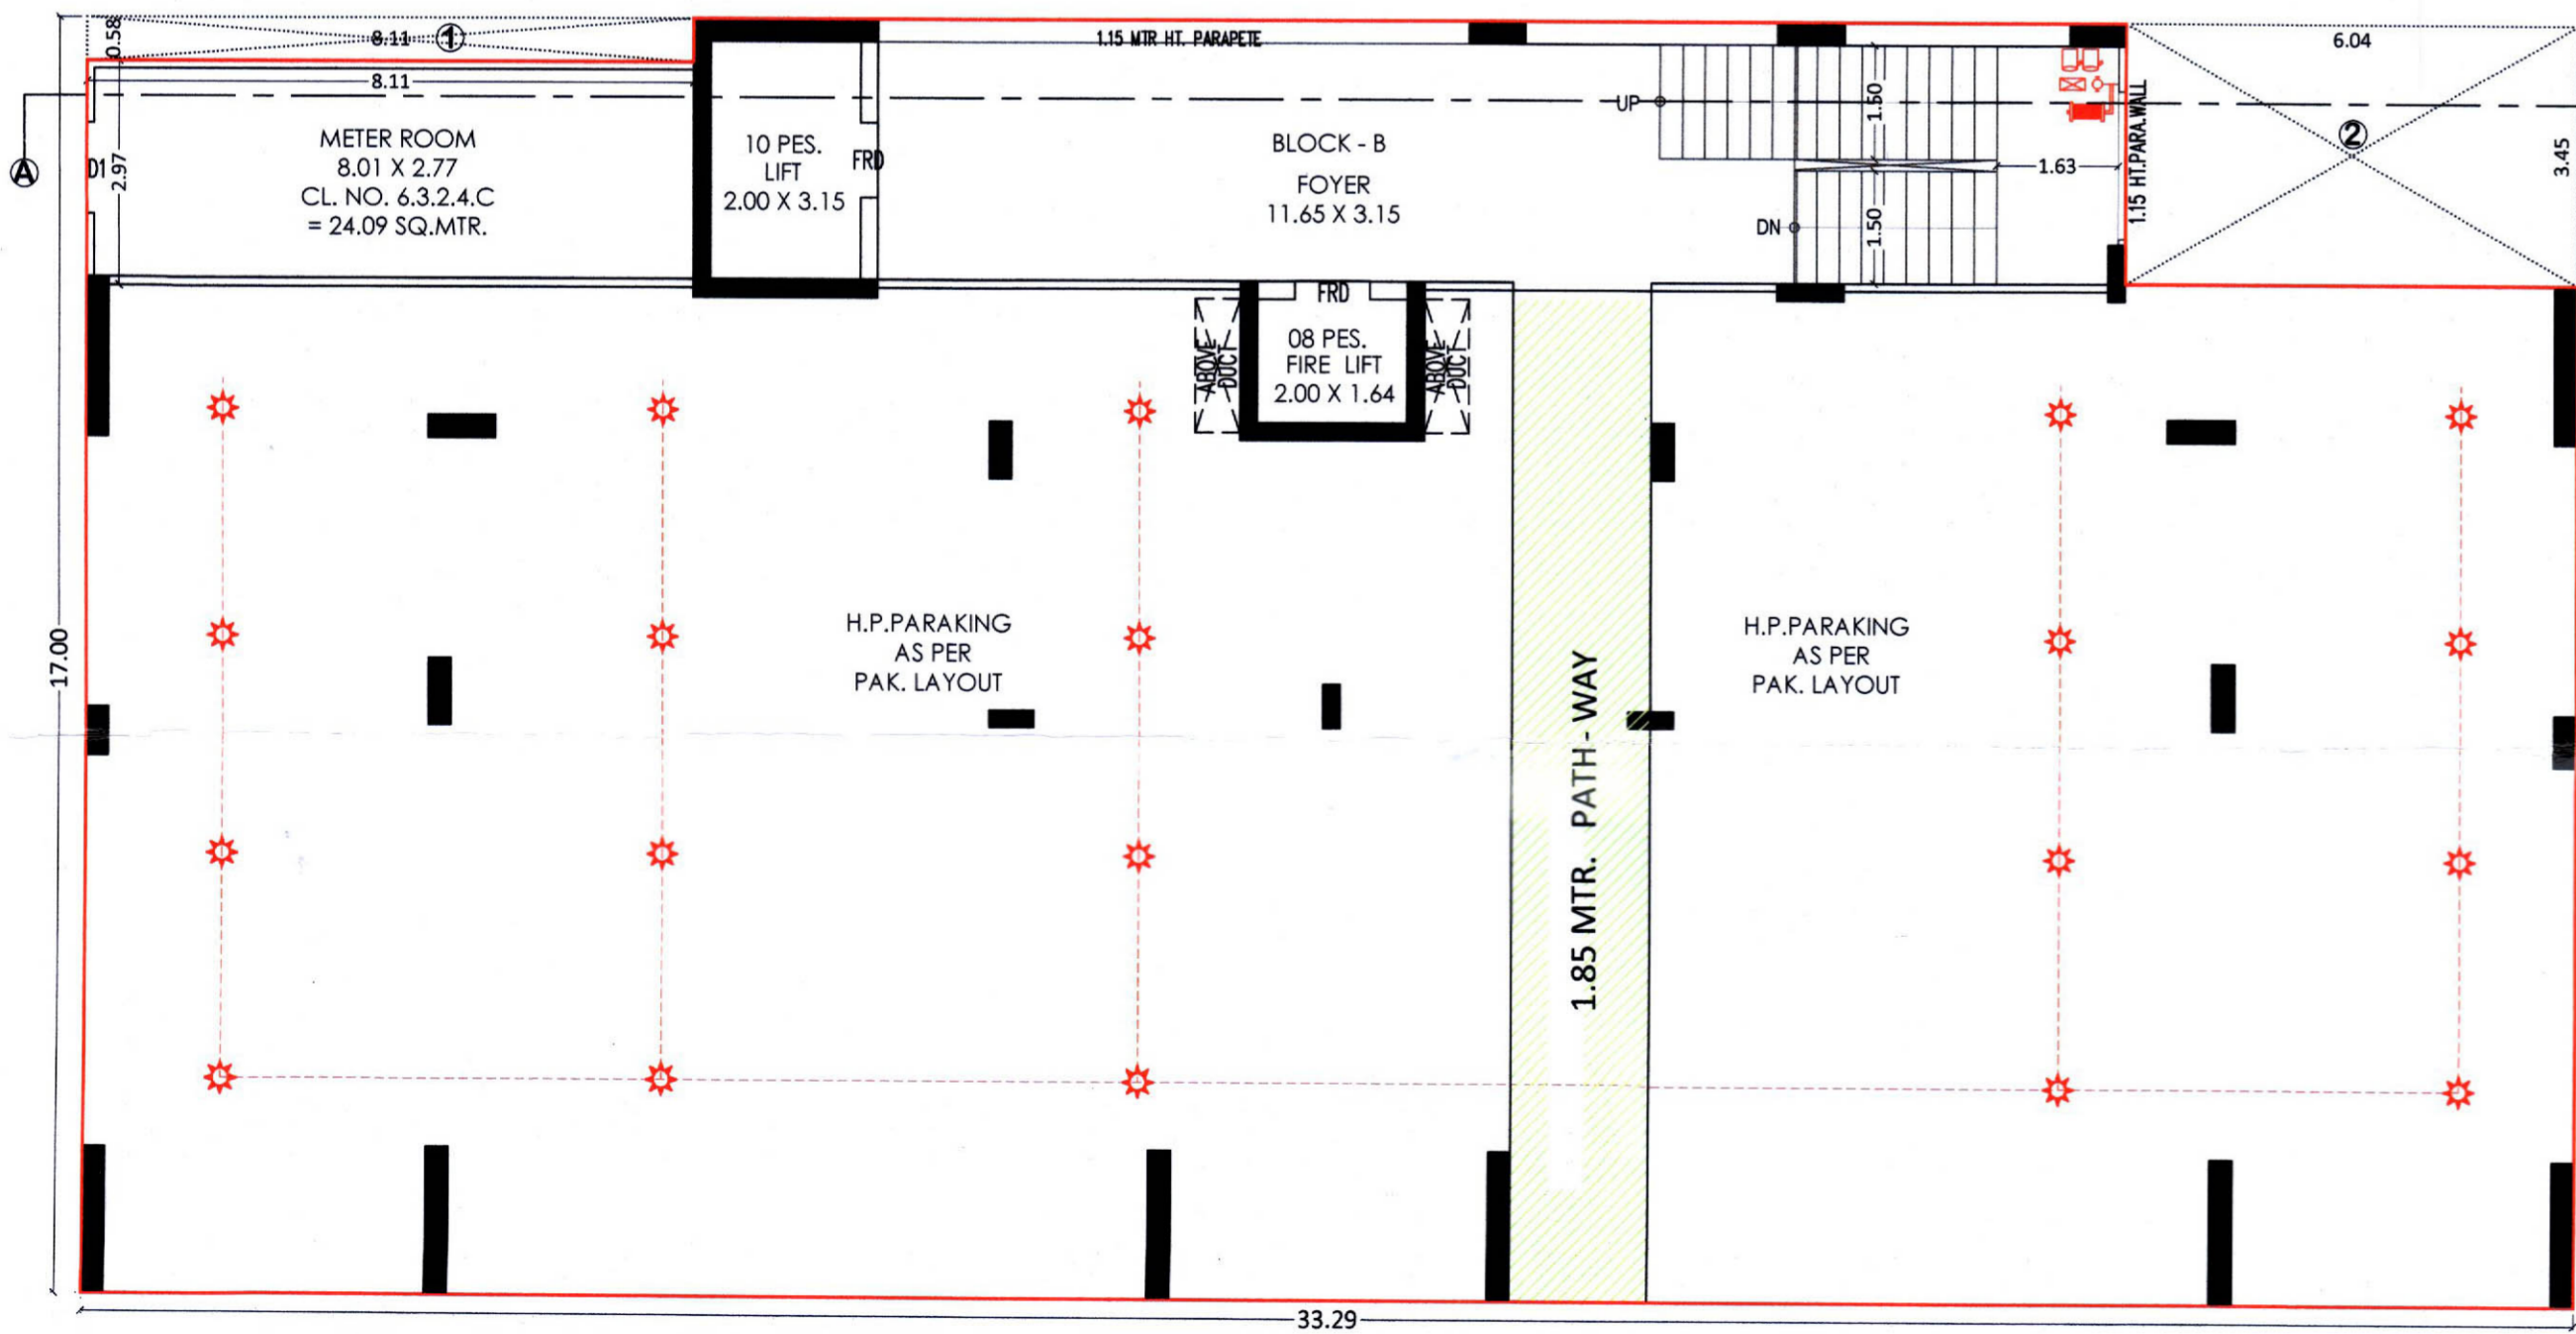 0.58
8.11
1
8.11
A
D1
2.97
METER ROOM
8.01 X 2.77
CL. NO. 6.3.2.4.C
= 24.09 SQ.MTR.
10 PES.
LIFT
2.00 X 3.15
FRD
1.15 MTR HT. PARAPETE
BLOCK - B
FOYER
11.65 X 3.15
UP
DN
1.50
1.50
1.63
1.15 HT.PARA.WALL
6.04
2
3.45
FRD
08 PES.
FIRE LIFT
2.00 X 1.64
ABOVE
DUCT
ABOVE
DUCT
17.00
H.P.PARAKING
AS PER
PAK. LAYOUT
1.85 MTR. PATH-WAY
H.P.PARAKING
AS PER
PAK. LAYOUT
33.29